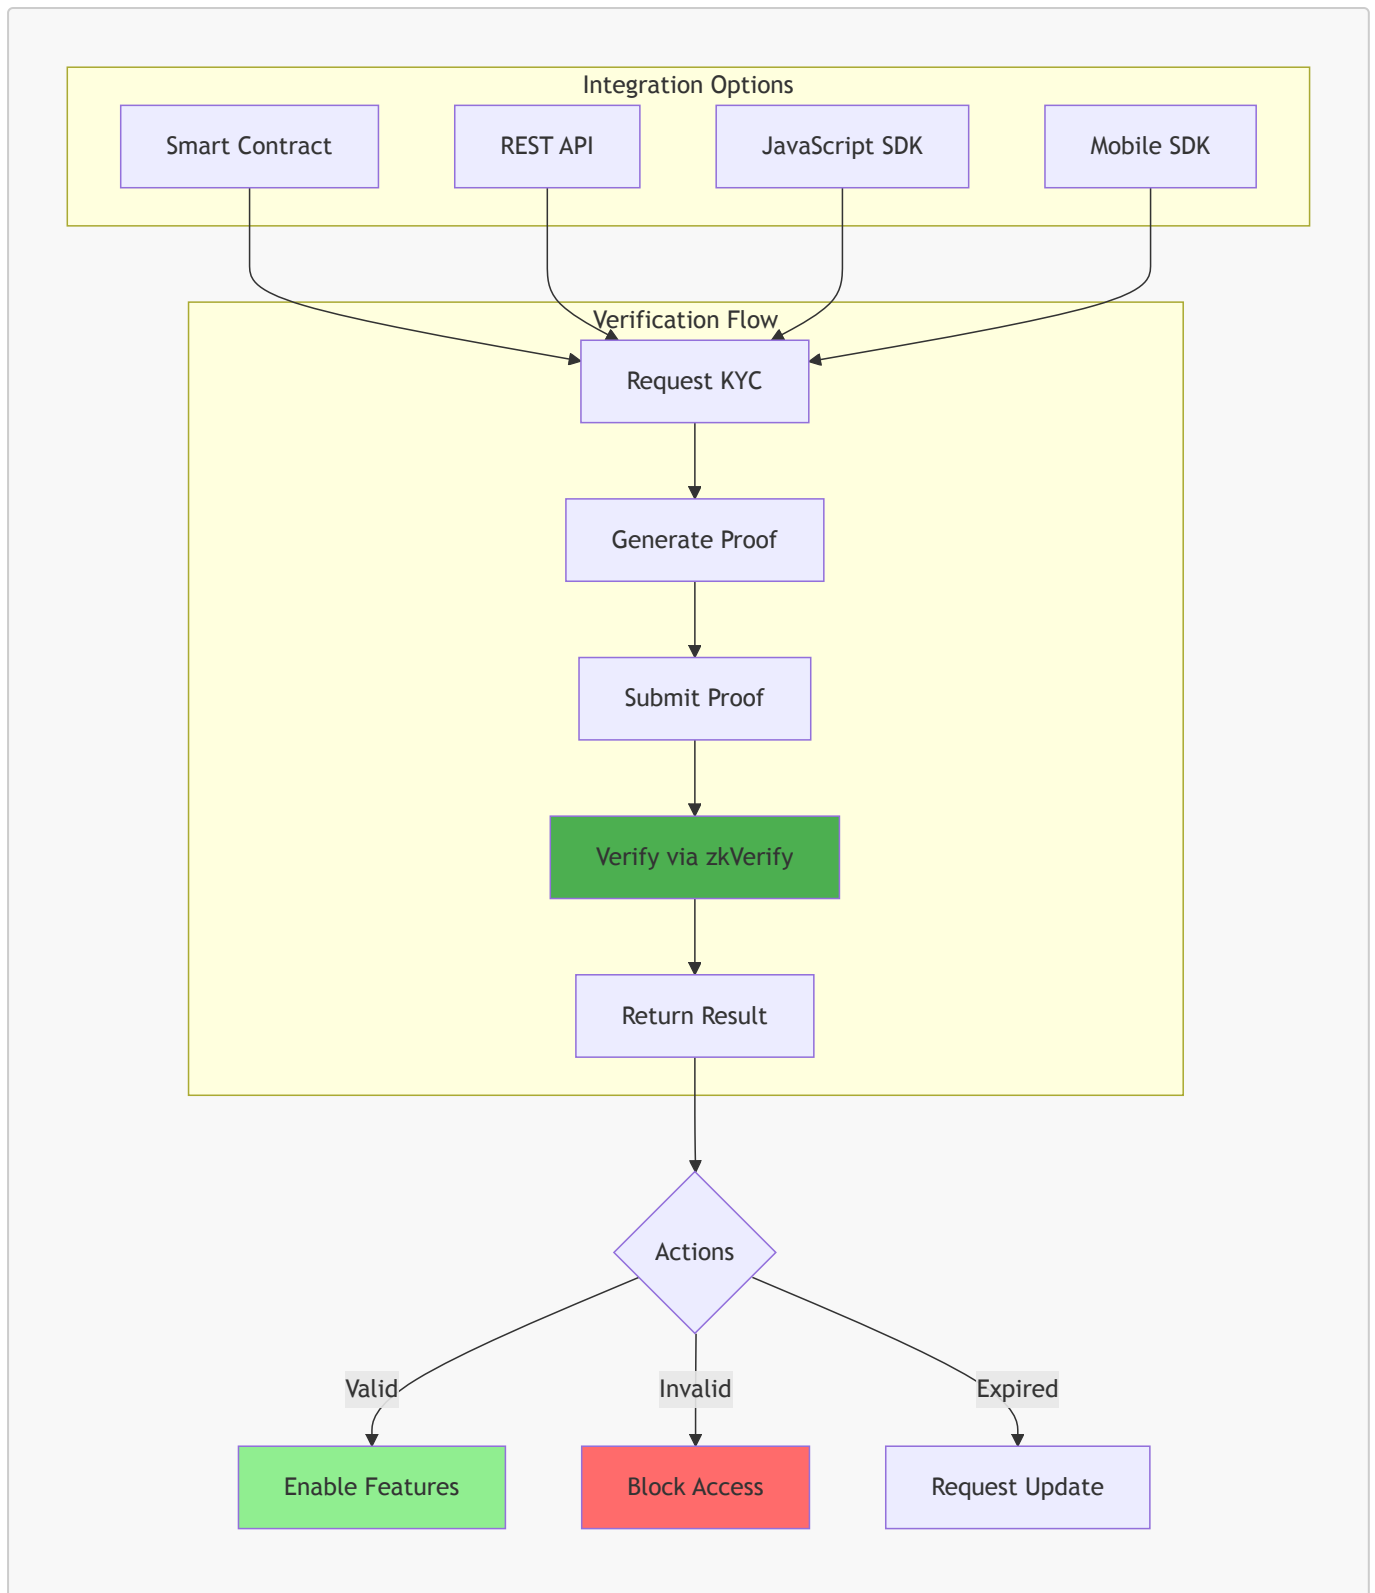 Integration Options
Smart Contract
REST API
JavaScript SDK
Mobile SDK
Verification Flow
Request KYC
Generate Proof
Submit Proof
Verify via zkVerify
Return Result
Actions
Valid
Invalid
Expired
Enable Features
Block Access
Request Update